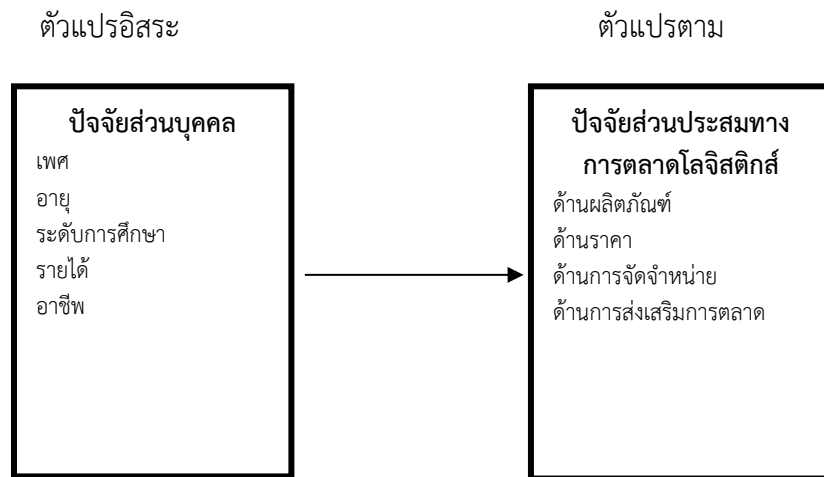 ตัวแปรอิสระ
ตัวแปรตาม
ปัจจัยส่วนบุคคล
เพศ
อายุ
ระดับการศึกษา
รายได้
อาชีพ
ปัจจัยส่วนประสมทาง
การตลาดโลจิสติกส์
ด้านผลิตภัณฑ์
ด้านราคา
ด้านการจัดจำหน่าย
ด้านการส่งเสริมการตลาด